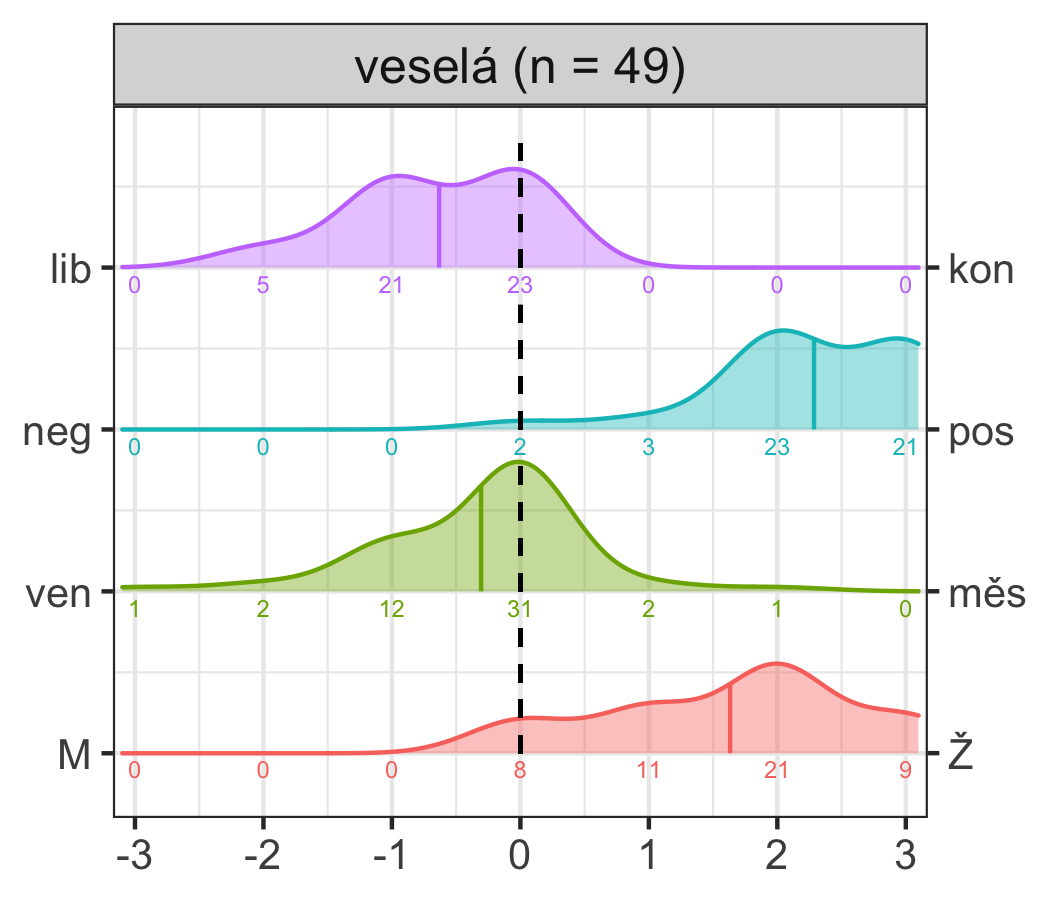 veselá (n = 49)
lib kon
0 5 21 23 0 0 0
neg pos
0 0 0 2 3 23 21
ven měs
1 2 12 31 2 1 0
M Ž
0 0 0 8 11 21 9
-3 -2 -1 0 1 2 3